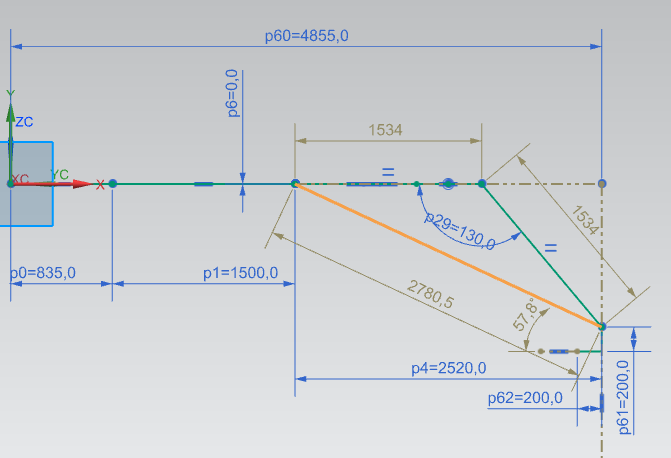 p60=4855,0
Y
ZC
XC
YC
X
p6=0,0
1534
p29=130,0
1534
p0=835,0
p1=1500,0
2780,5
57,8°
p4=2520,0
p62=200,0
p61=200,0